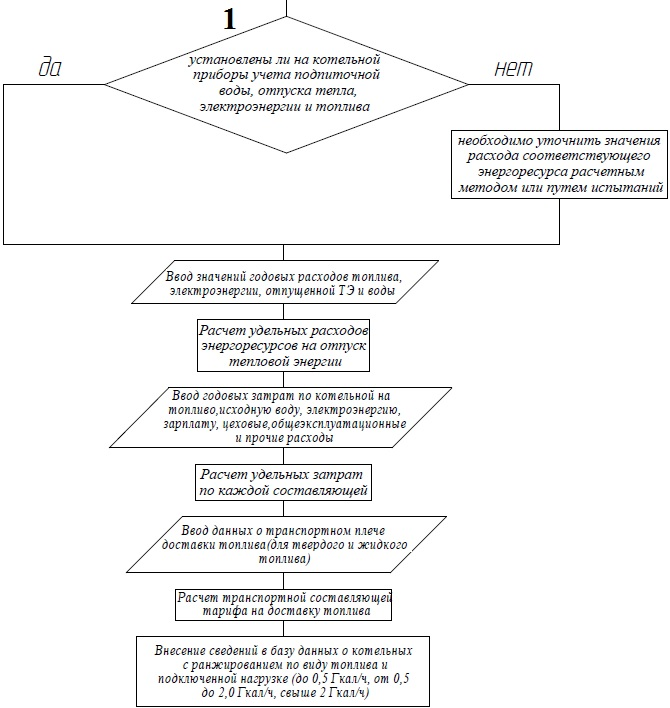 1
да
нет
установлены ли на котельной
приборы учета подпиточной
воды, отпуска тепла,
электроэнергии и топлива
необходимо уточнить значения
расхода соответствующего
энергоресурса расчетным
методом или путем испытаний
Ввод значений годовых расходов топлива,
электроэнергии, отпущенной ТЭ и воды
Расчет удельных расходов
энергоресурсов на отпуск
тепловой энергии
Ввод годовых затрат по котельной на
топливо,исходную воду, электроэнергию,
зарплату, цеховые,общеэксплуатационные
и прочие расходы
Расчет удельных затрат
по каждой составляющей
Ввод данных о транспортном плече
доставки топлива(для твердого и жидкого
топлива)
Расчет транспортной составляющей
тарифа на доставку топлива
Внесение сведений в базу данных о котельных
с ранжированием по виду топлива и
подключенной нагрузке (до 0,5 Гкал/ч, от 0,5
до 2,0 Гкал/ч, свыше 2 Гкал/ч)